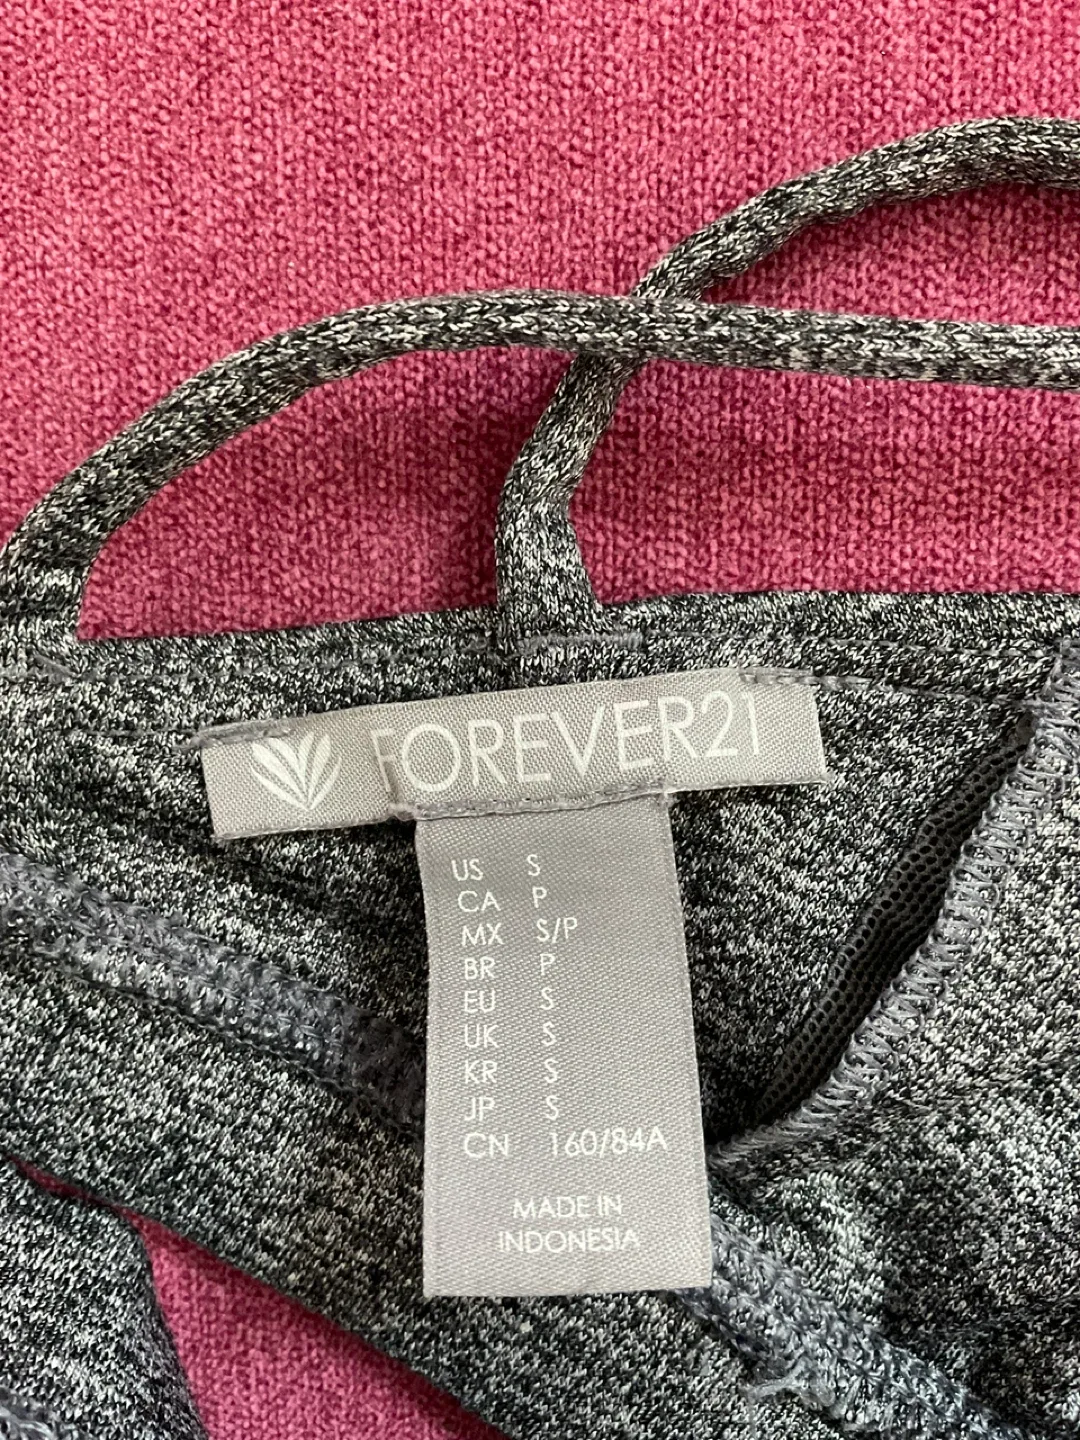 FOREVER21
US S
CA P
MX S/P
BR P
EU S
UK S
KR S
JP S
CN 160/84A
MADE IN
INDONESIA